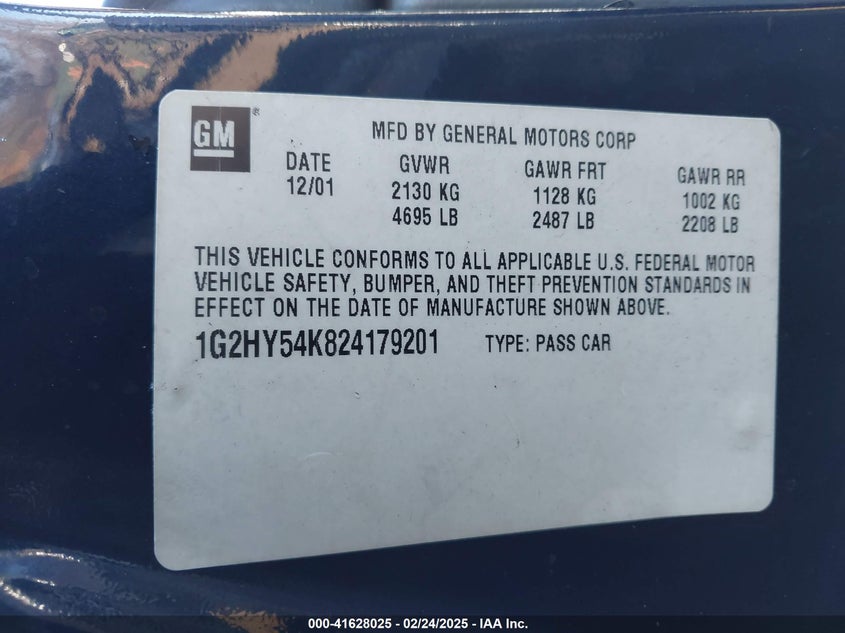 GM ®
MFD BY GENERAL MOTORS CORP
DATE GVWR GAWR FRT GAWR RR
12/01 2130 KG 1128 KG 1002 KG
4695 LB 2487 LB 2208 LB
THIS VEHICLE CONFORMS TO ALL APPLICABLE U.S. FEDERAL MOTOR
VEHICLE SAFETY, BUMPER, AND THEFT PREVENTION STANDARDS IN
EFFECT ON THE DATE OF MANUFACTURE SHOWN ABOVE.
1G2HY54K824179201 TYPE: PASS CAR
000-41628025 — 02/24/2025 — IAA Inc.